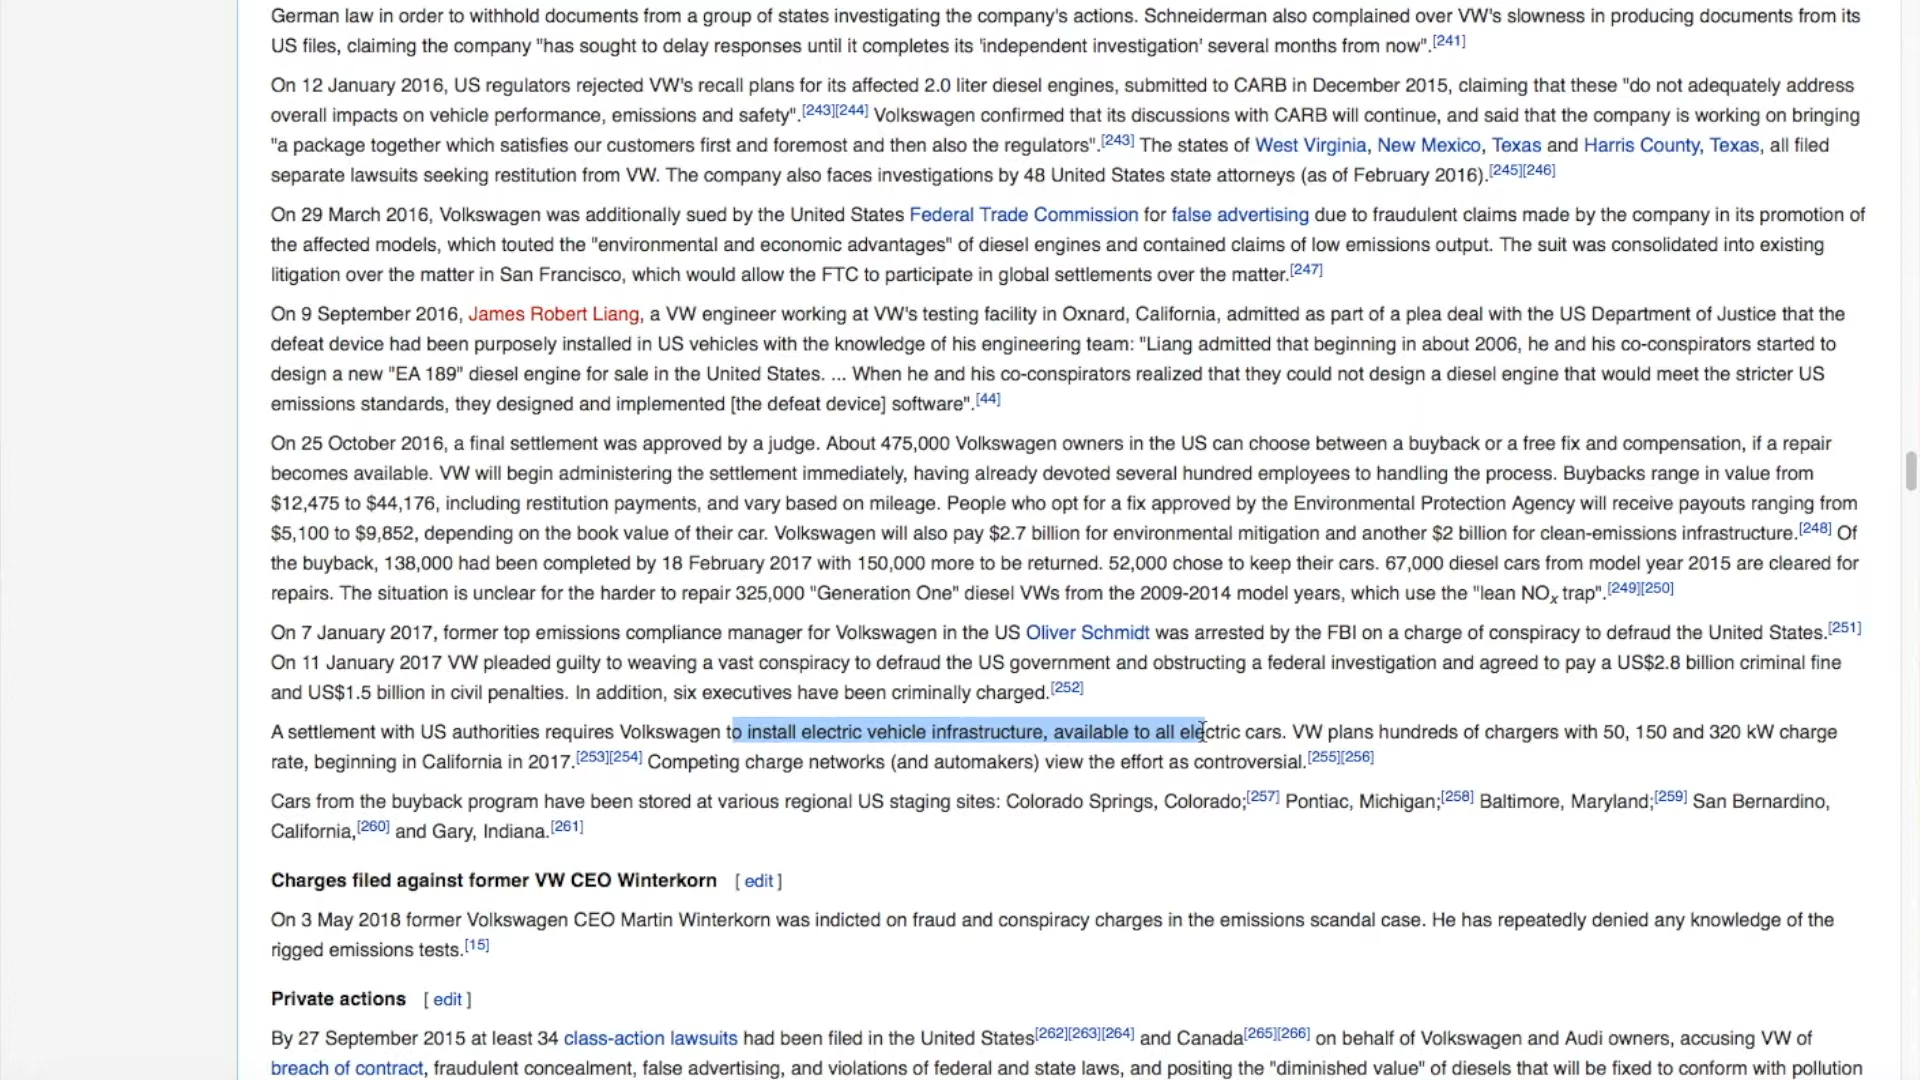 German law in order to withhold documents from a group of states investigating the company's actions. Schneiderman also complained over VW's slowness in producing documents from its
US files, claiming the company "has sought to delay responses until it completes its 'independent investigation' several months from now".[241]
On 12 January 2016, US regulators rejected VW's recall plans for its affected 2.0 liter diesel engines, submitted to CARB in December 2015, claiming that these "do not adequately address
overall impacts on vehicle performance, emissions and safety".[243][244] Volkswagen confirmed that its discussions with CARB will continue, and said that the company is working on bringing
"a package together which satisfies our customers first and foremost and then also the regulators".[243] The states of West Virginia, New Mexico, Texas and Harris County, Texas, all filed
separate lawsuits seeking restitution from VW. The company also faces investigations by 48 United States state attorneys (as of February 2016).[245][246]
On 29 March 2016, Volkswagen was additionally sued by the United States Federal Trade Commission for false advertising due to fraudulent claims made by the company in its promotion of
the affected models, which touted the "environmental and economic advantages" of diesel engines and contained claims of low emissions output. The suit was consolidated into existing
litigation over the matter in San Francisco, which would allow the FTC to participate in global settlements over the matter.[247]
On 9 September 2016, James Robert Liang, a VW engineer working at VW's testing facility in Oxnard, California, admitted as part of a plea deal with the US Department of Justice that the
defeat device had been purposely installed in US vehicles with the knowledge of his engineering team: "Liang admitted that beginning in about 2006, he and his co-conspirators started to
design a new "EA 189" diesel engine for sale in the United States. ... When he and his co-conspirators realized that they could not design a diesel engine that would meet the stricter US
emissions standards, they designed and implemented [the defeat device] software".[44]
On 25 October 2016, a final settlement was approved by a judge. About 475,000 Volkswagen owners in the US can choose between a buyback or a free fix and compensation, if a repair
becomes available. VW will begin administering the settlement immediately, having already devoted several hundred employees to handling the process. Buybacks range in value from
$12,475 to $44,176, including restitution payments, and vary based on mileage. People who opt for a fix approved by the Environmental Protection Agency will receive payouts ranging from
$5,100 to $9,852, depending on the book value of their car. Volkswagen will also pay $2.7 billion for environmental mitigation and another $2 billion for clean-emissions infrastructure.[248] Of
the buyback, 138,000 had been completed by 18 February 2017 with 150,000 more to be returned. 52,000 chose to keep their cars. 67,000 diesel cars from model year 2015 are cleared for
repairs. The situation is unclear for the harder to repair 325,000 "Generation One" diesel VWs from the 2009-2014 model years, which use the "lean NOx trap".[249][250]
On 7 January 2017, former top emissions compliance manager for Volkswagen in the US Oliver Schmidt was arrested by the FBI on a charge of conspiracy to defraud the United States.[251]
On 11 January 2017 VW pleaded guilty to weaving a vast conspiracy to defraud the US government and obstructing a federal investigation and agreed to pay a US$2.8 billion criminal fine
and US$1.5 billion in civil penalties. In addition, six executives have been criminally charged.[252]
A settlement with US authorities requires Volkswagen to install electric vehicle infrastructure, available to all electric cars. VW plans hundreds of chargers with 50, 150 and 320 kW charge
rate, beginning in California in 2017.[253][254] Competing charge networks (and automakers) view the effort as controversial.[255][256]
Cars from the buyback program have been stored at various regional US staging sites: Colorado Springs, Colorado;[257] Pontiac, Michigan;[258] Baltimore, Maryland;[259] San Bernardino,
California,[260] and Gary, Indiana.[261]
Charges filed against former VW CEO Winterkorn [ edit ]
On 3 May 2018 former Volkswagen CEO Martin Winterkorn was indicted on fraud and conspiracy charges in the emissions scandal case. He has repeatedly denied any knowledge of the
rigged emissions tests.[15]
Private actions [ edit ]
By 27 September 2015 at least 34 class-action lawsuits had been filed in the United States[262][263][264] and Canada[265][266] on behalf of Volkswagen and Audi owners, accusing VW of
breach of contract, fraudulent concealment, false advertising, and violations of federal and state laws, and positing the "diminished value" of diesels that will be fixed to conform with pollution